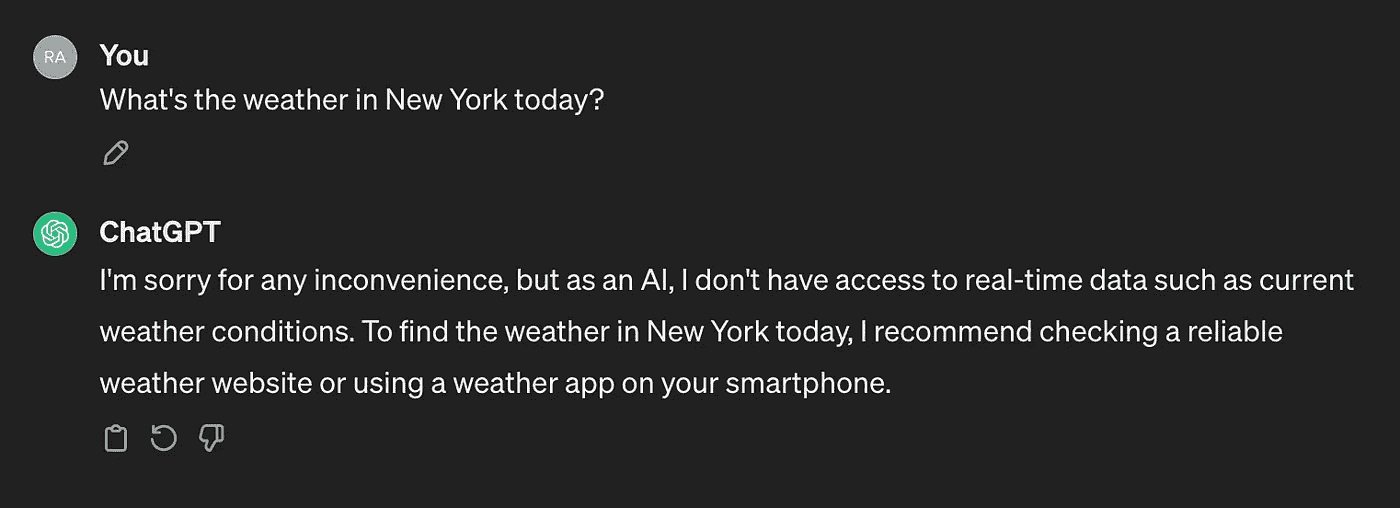 RA
You
What's the weather in New York today?
ChatGPT
I'm sorry for any inconvenience, but as an AI, I don't have access to real-time data such as current
weather conditions. To find the weather in New York today, I recommend checking a reliable
weather website or using a weather app on your smartphone.